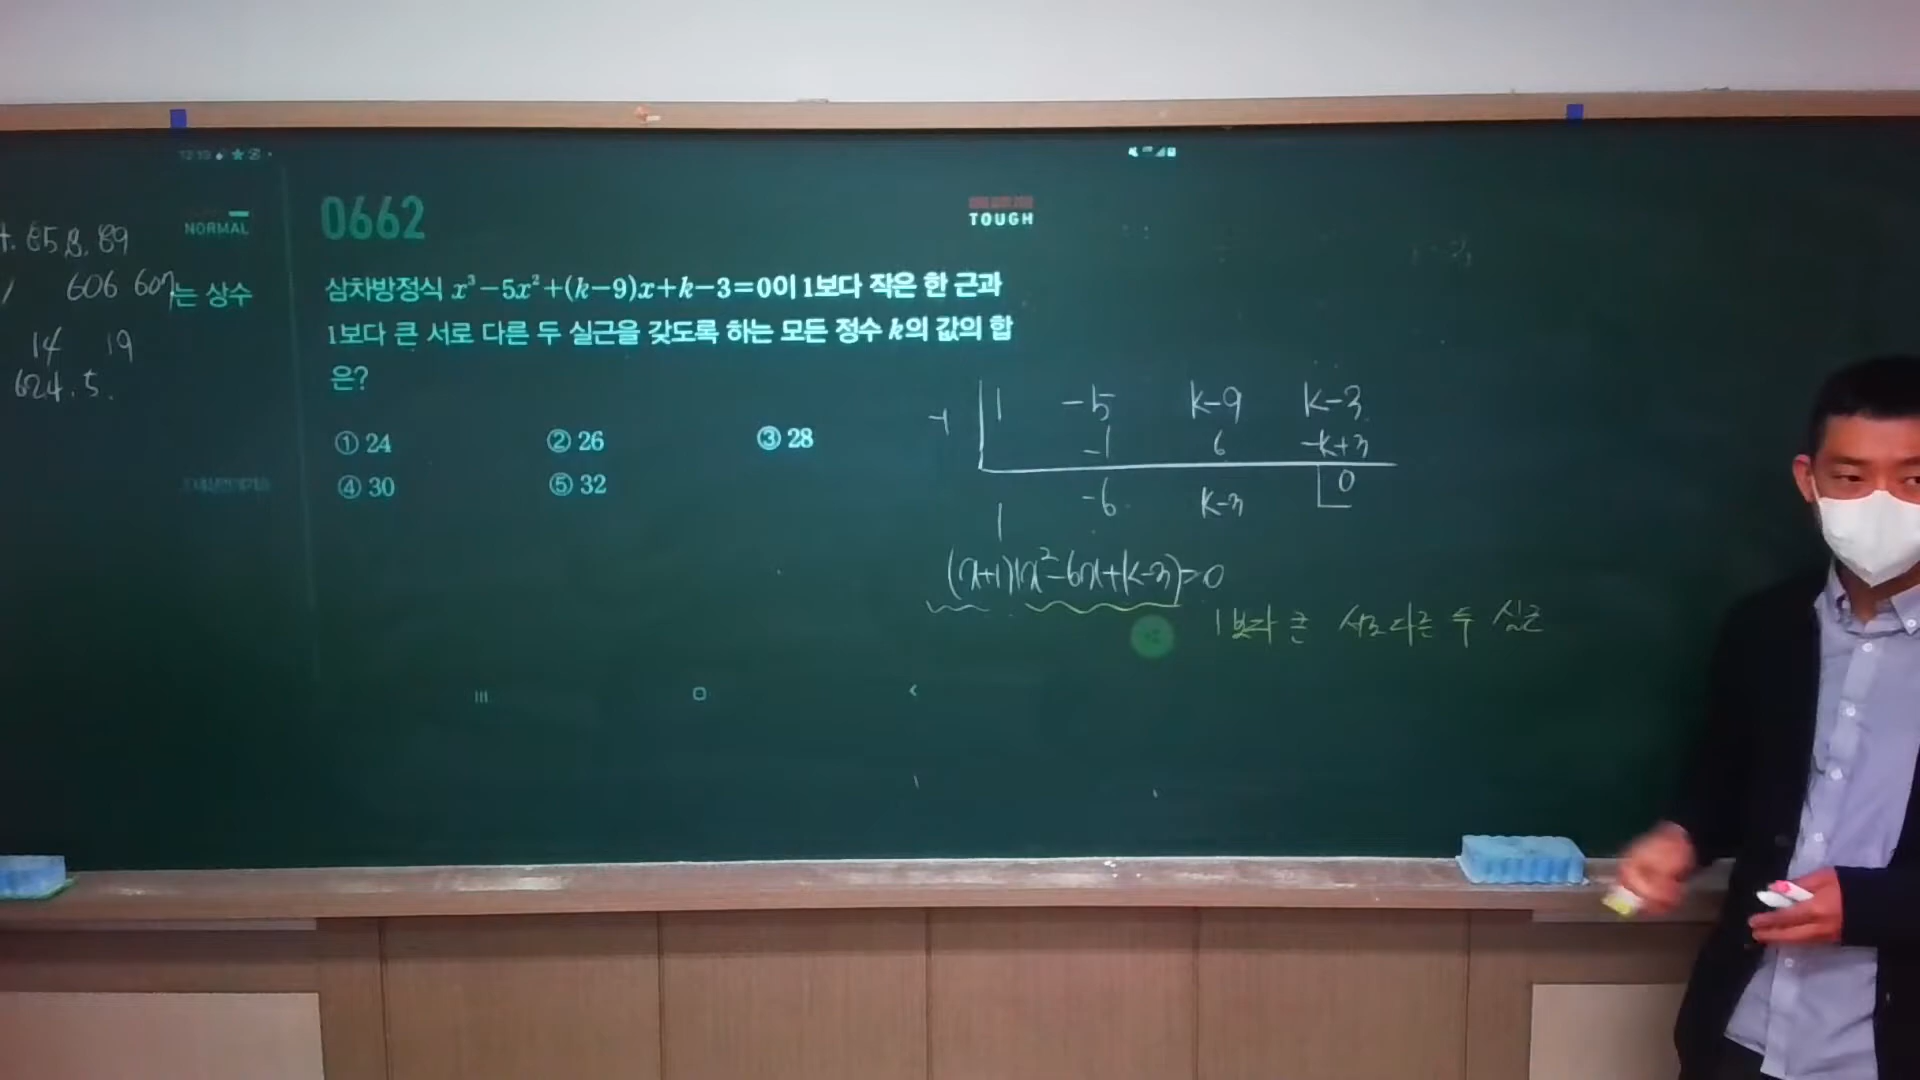 12:19
NORMAL
0662
TOUGH
658. 69
606 607
는 상수
14 19
624. 5.
삼차방정식 x³-5x²+(k-9)x+k-3=0이 1보다 작은 한 근과
1보다 큰 서로 다른 두 실근을 갖도록 하는 모든 정수 k의 값의 합
은?
① 24 ② 26 ③ 28
④ 30 ⑤ 32
-1 1 -5 k-9 k-3
-1 6 -k+3
1 -6 k-3 0
(x+1)(x²-6x+k-3)=0
1보다 큰 서로 다른 두 실근